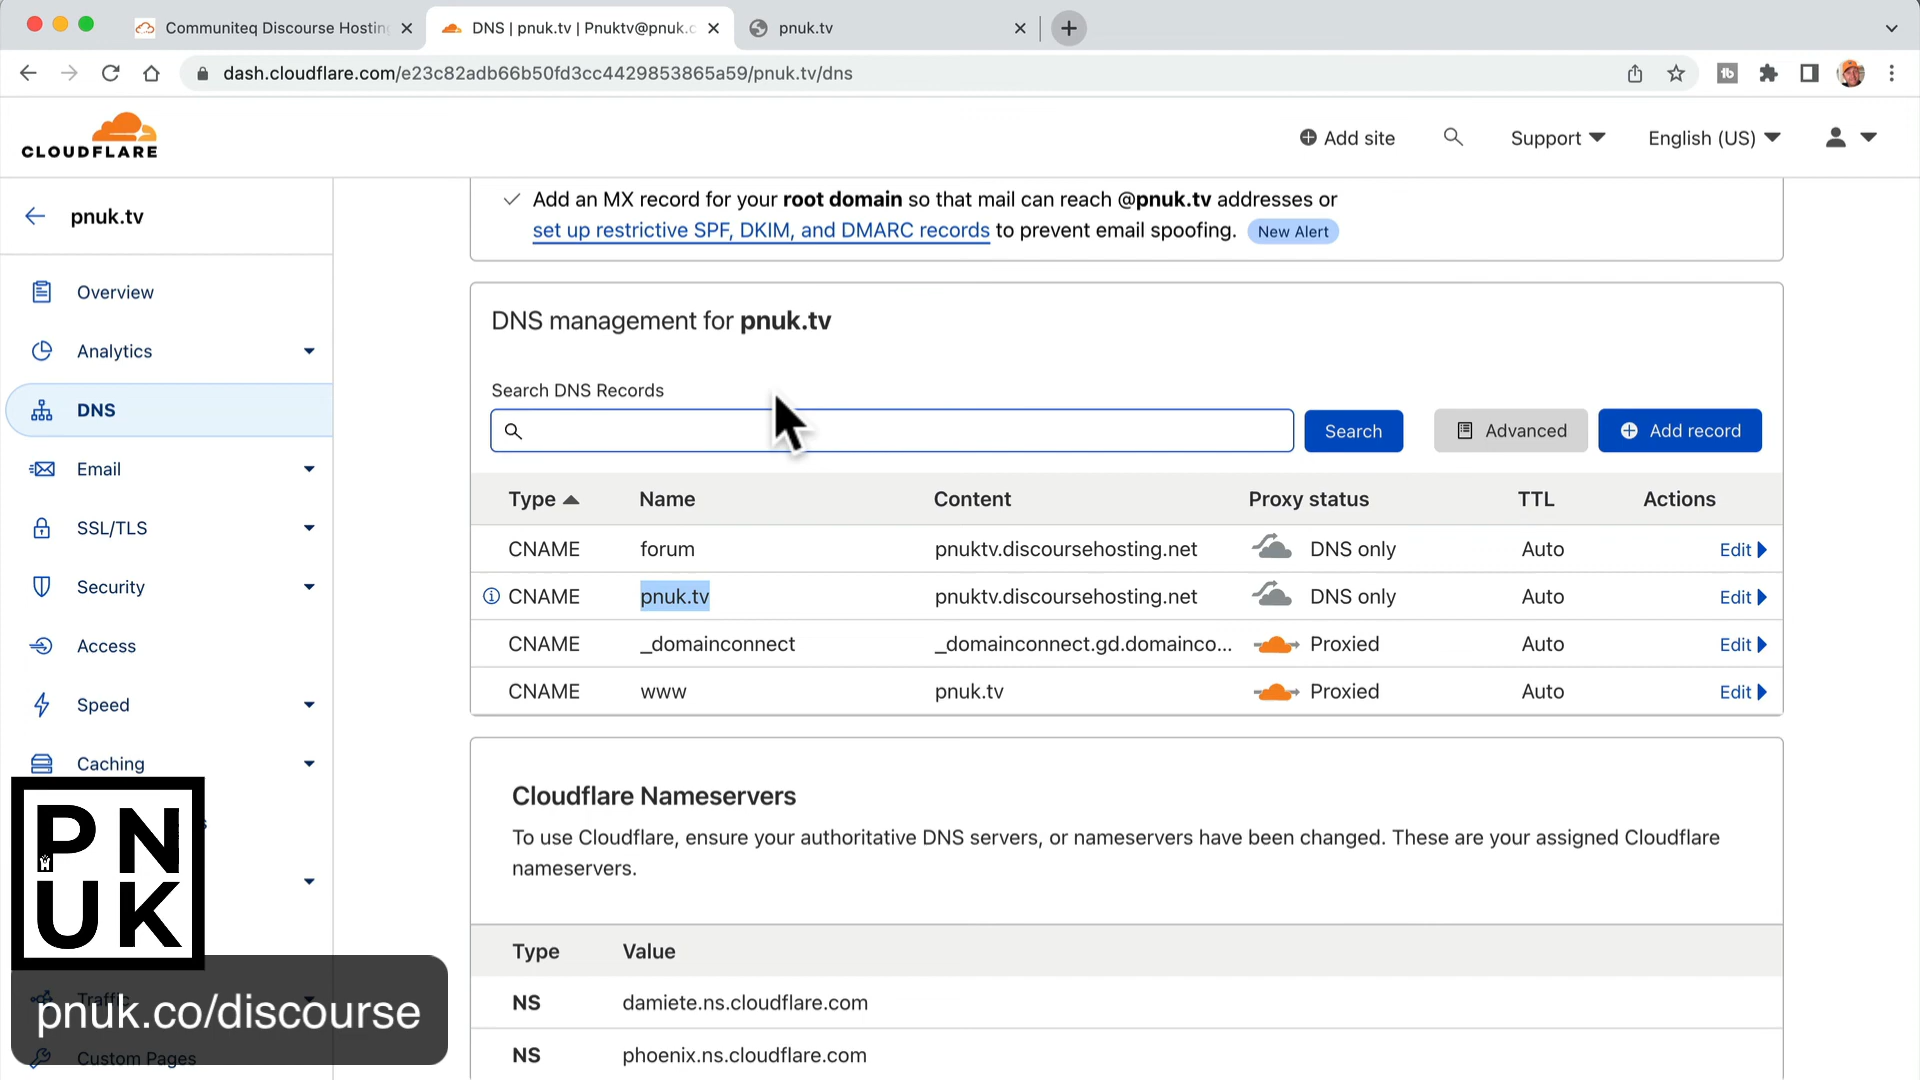 Communiteq Discourse Hosting
DNS | pnuk.tv | Pnuktv@pnuk.c
pnuk.tv
dash.cloudflare.com/e23c82adb66b50fd3cc4429853865a59/pnuk.tv/dns
CLOUDFLARE
Add site
Support
English (US)
pnuk.tv
Overview
Analytics
DNS
Email
SSL/TLS
Security
Access
Speed
Caching
Traffic
Custom Pages
Add an MX record for your root domain so that mail can reach @pnuk.tv addresses or
set up restrictive SPF, DKIM, and DMARC records to prevent email spoofing. New Alert
DNS management for pnuk.tv
Search DNS Records
Search
Advanced
Add record
Type Name Content Proxy status TTL Actions
CNAME forum pnuktv.discoursehosting.net DNS only Auto Edit
CNAME pnuk.tv pnuktv.discoursehosting.net DNS only Auto Edit
CNAME _domainconnect _domainconnect.gd.domainco... Proxied Auto Edit
CNAME www pnuk.tv Proxied Auto Edit
Cloudflare Nameservers
To use Cloudflare, ensure your authoritative DNS servers, or nameservers have been changed. These are your assigned Cloudflare
nameservers.
Type Value
NS damiete.ns.cloudflare.com
NS phoenix.ns.cloudflare.com
PN
UK
pnuk.co/discourse